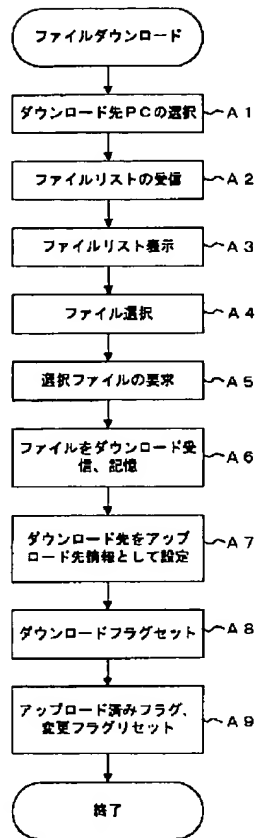 ファイルダウンロード
ダウンロード先PCの選択 A1
ファイルリストの受信 A2
ファイルリスト表示 A3
ファイル選択 A4
選択ファイルの要求 A5
ファイルをダウンロード受
信、記憶 A6
ダウンロード先をアップ
ロード先情報として設定 A7
ダウンロードフラグセット A8
アップロード済みフラグ、
変更フラグリセット A9
終了